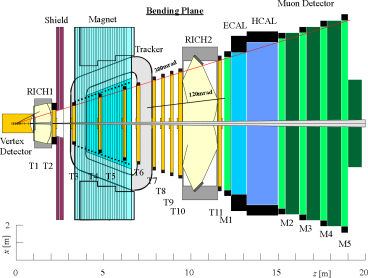 Bending Plane
Muon Detector
Shield
Magnet
Tracker
RICH2
ECAL
HCAL
RICH1
300mrad
120mrad
Vertex
Detector
T1 T2
T3 T4 T5 T6
T7
T8
T9
T10
T11
M1
M2
M3
M4
M5
x [m]
2
0 5 10 15 20
z [m]